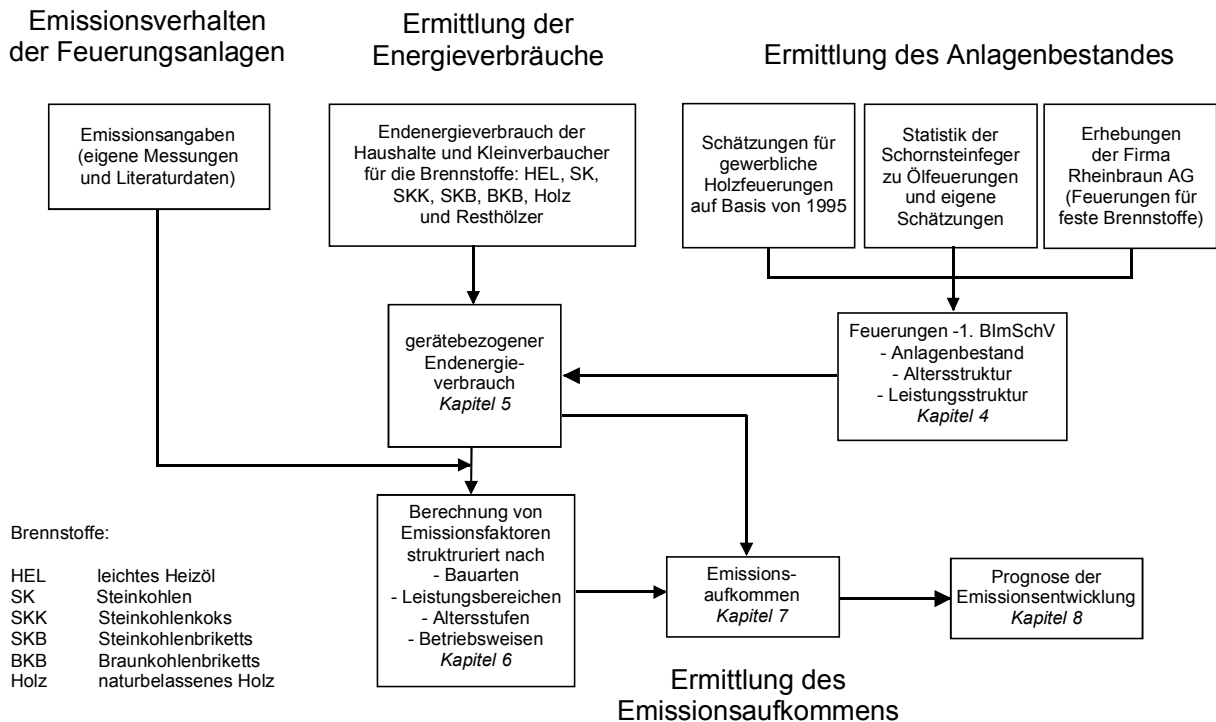 Emissionsverhalten
der Feuerungsanlagen
Ermittlung der
Energieverbräuche
Ermittlung des Anlagenbestandes
Emissionsangaben
(eigene Messungen
und Literaturdaten)
Endenergieverbrauch der
Haushalte und Kleinverbaucher
für die Brennstoffe: HEL, SK,
SKK, SKB, BKB, Holz
und Resthölzer
Schätzungen für
gewerbliche
Holzfeuerungen
auf Basis von 1995
Statistik der
Schornsteinfeger
zu Ölfeuerungen
und eigene
Schätzungen
Erhebungen
der Firma
Rheinbraun AG
(Feuerungen für
feste Brennstoffe)
gerätebezogener
Endenergie-
verbrauch
Kapitel 5
Feuerungen -1. BImSchV
- Anlagenbestand
- Altersstruktur
- Leistungsstruktur
Kapitel 4
Berechnung von
Emissionsfaktoren
struktruriert nach
- Bauarten
- Leistungsbereichen
- Altersstufen
- Betriebsweisen
Kapitel 6
Emissions-
aufkommen
Kapitel 7
Prognose der
Emissionsentwicklung
Kapitel 8
Brennstoffe:
HEL leichtes Heizöl
SK Steinkohlen
SKK Steinkohlenkoks
SKB Steinkohlenbriketts
BKB Braunkohlenbriketts
Holz naturbelassenes Holz
Ermittlung des
Emissionsaufkommens